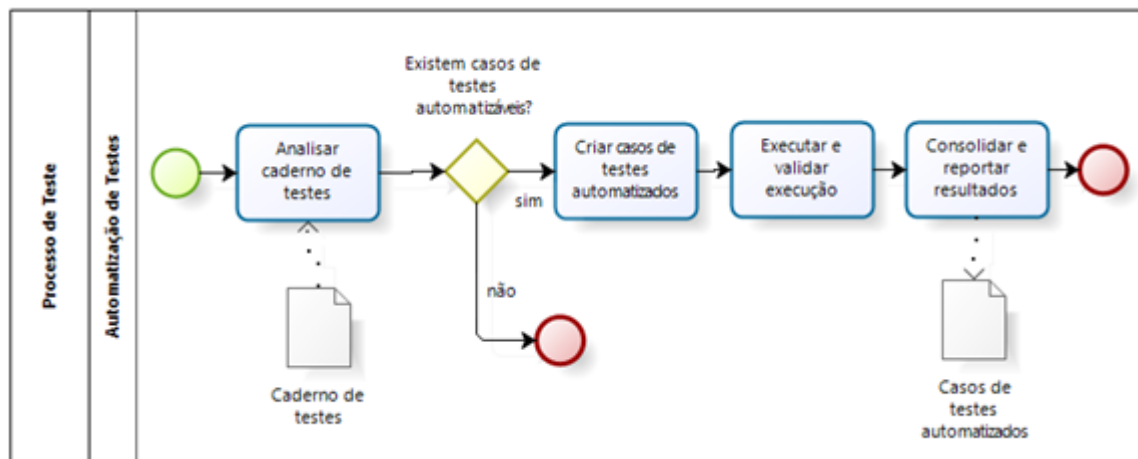 Processo de Teste
Automatização de Testes
Existem casos de
testes
automatizáveis?
Analisar
caderno de
testes
Criar casos de
testes
automatizados
Executar e
validar
execução
Consolidar e
reportar
resultados
sim
não
Caderno de
testes
Casos de
testes
automatizados